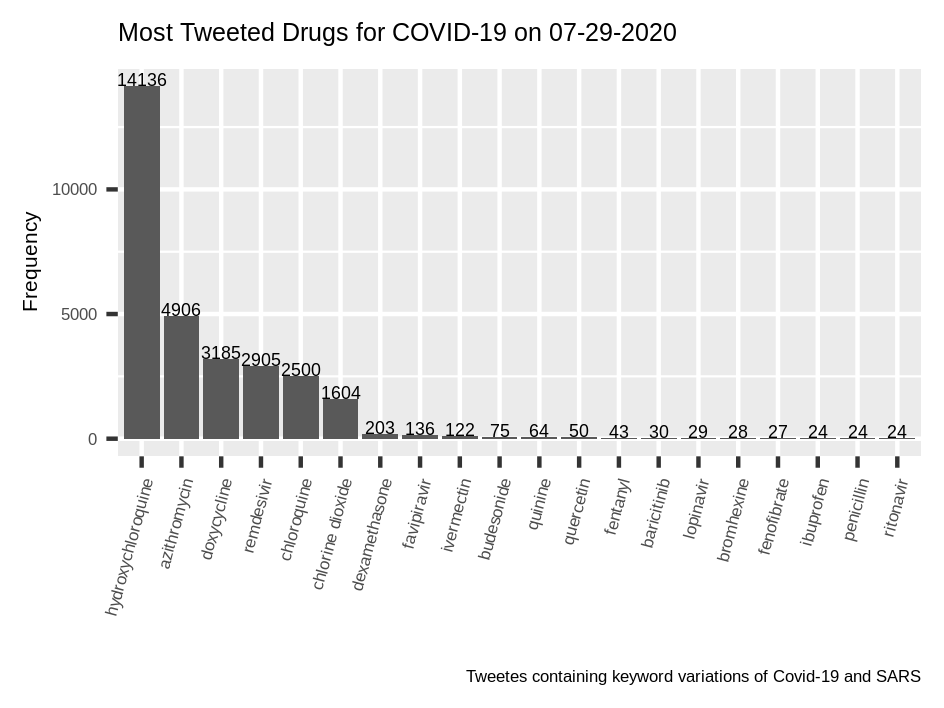 Most Tweeted Drugs for COVID-19 on 07-29-2020
Frequency
10000
5000
0
14136
4906
3185
2905
2500
1604
203
136
122
75
64
50
43
30
29
28
27
24
24
24
hydroxychloroquine
azithromycin
doxycycline
remdesivir
chloroquine
chlorine dioxide
dexamethasone
favipiravir
ivermectin
budesonide
quinine
quercetin
fentanyl
baricitinib
lopinavir
bromhexine
fenofibrate
ibuprofen
penicillin
ritonavir
Tweetes containing keyword variations of Covid-19 and SARS